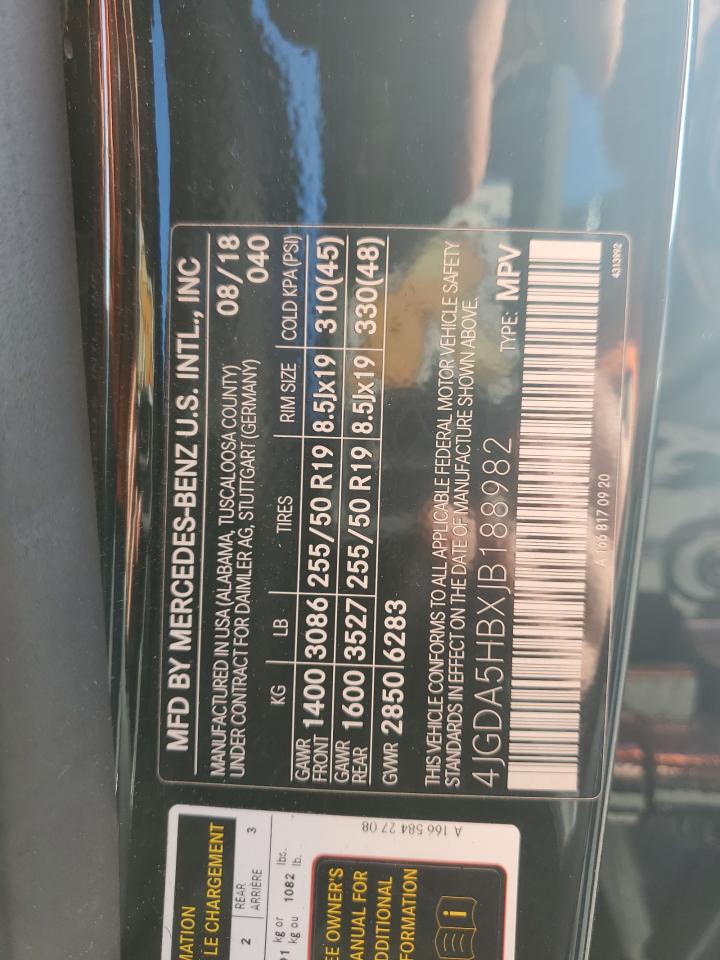 MFD BY MERCEDES-BENZ U.S. INTL., INC
MANUFACTURED IN USA (ALABAMA, TUSCALOOSA COUNTY) 08/18
UNDER CONTRACT FOR DAIMLER AG, STUTTGART (GERMANY) 040
KG LB TIRES RIM SIZE COLD KPA (PSI)
GAWR FRONT 1400 3086 255/50 R19 8.5Jx19 310(45)
GAWR REAR 1600 3527 255/50 R19 8.5Jx19 330(48)
GWR 2850 6283
THIS VEHICLE CONFORMS TO ALL APPLICABLE FEDERAL MOTOR VEHICLE SAFETY
STANDARDS IN EFFECT ON THE DATE OF MANUFACTURE SHOWN ABOVE.
4JGDA5HBXJB188982 TYPE: MPV
A 166 817 09 20
4313992
MATION
LE CHARGEMENT
2 REAR ARRIÈRE 3
kg or 1082 lbs.
kg ou lb.
A 166 584 27 08
EE OWNER'S
ANUAL FOR
DDITIONAL
FORMATION
i